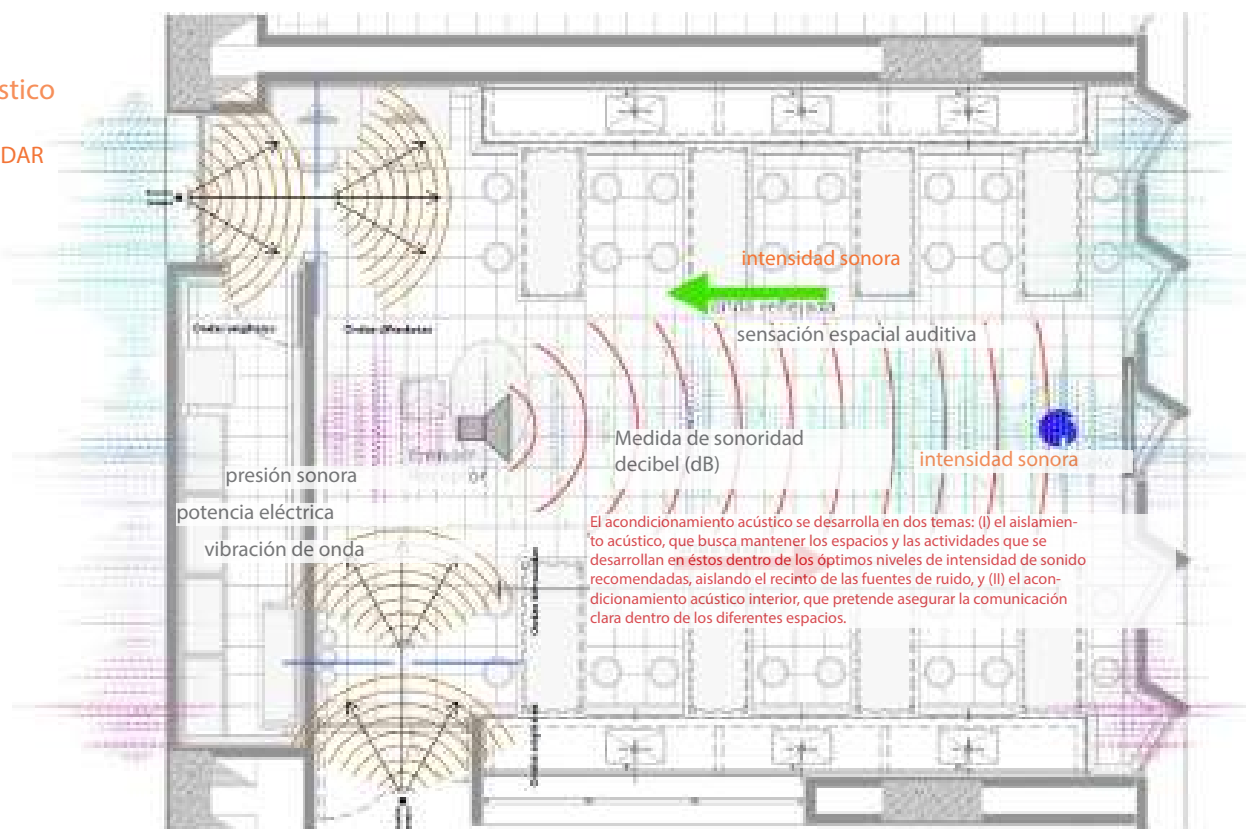 stico
DAR
intensidad sonora
sensación espacial auditiva
Medida de sonoridad
decibel (dB)
intensidad sonora
presión sonora
potencia eléctrica
vibración de onda
El acondicionamiento acústico se desarrolla en dos temas: (I) el aislamien-
to acústico, que busca mantener los espacios y las actividades que se
desarrollan en éstos dentro de los óptimos niveles de intensidad de sonido
recomendadas, aislando el recinto de las fuentes de ruido, y (II) el acon-
dicionamiento acústico interior, que pretende asegurar la comunicación
clara dentro de los diferentes espacios.